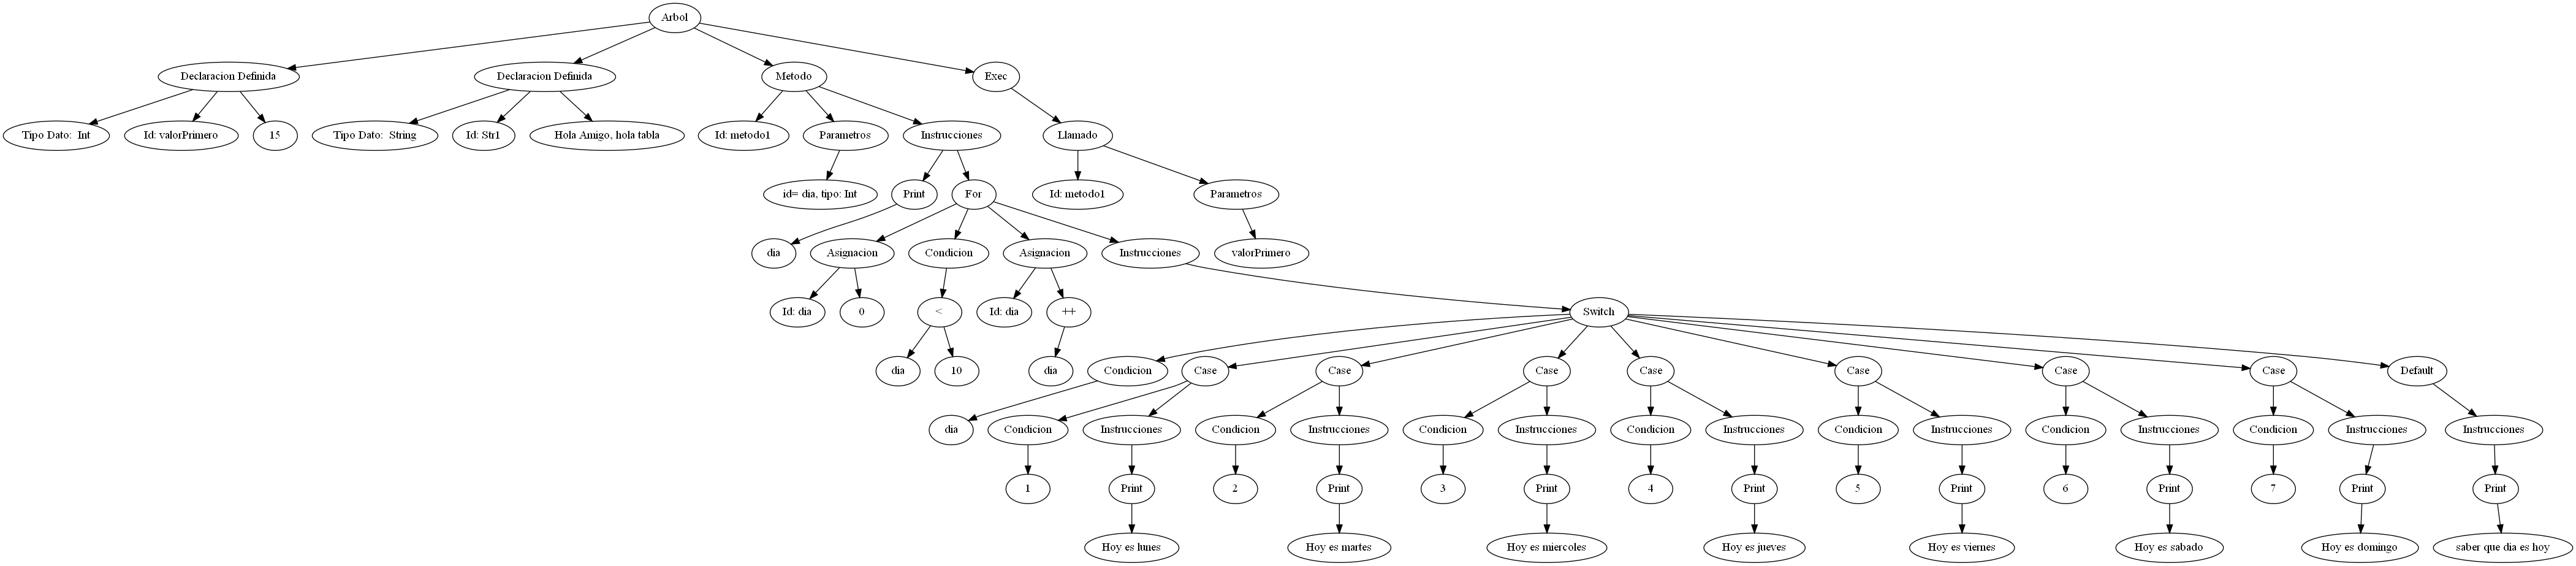 Arbol
Declaracion Definida
Declaracion Definida
Metodo
Exec
Tipo Dato:  Int
Id: valorPrimero
15
Tipo Dato:  String
Id: Str1
Hola Amigo, hola tabla
Id: metodo1
Parametros
Instrucciones
Llamado
id= dia, tipo: Int
Print
For
Id: metodo1
Parametros
dia
Asignacion
Condicion
Asignacion
Instrucciones
valorPrimero
Id: dia
0
<
Id: dia
++
Switch
dia
10
dia
Condicion
Case
Case
Case
Case
Case
Case
Case
Default
dia
Condicion
Instrucciones
Condicion
Instrucciones
Condicion
Instrucciones
Condicion
Instrucciones
Condicion
Instrucciones
Condicion
Instrucciones
Condicion
Instrucciones
Instrucciones
1
Print
2
Print
3
Print
4
Print
5
Print
6
Print
7
Print
Print
Hoy es lunes
Hoy es martes
Hoy es miercoles
Hoy es jueves
Hoy es viernes
Hoy es sabado
Hoy es domingo
saber que dia es hoy